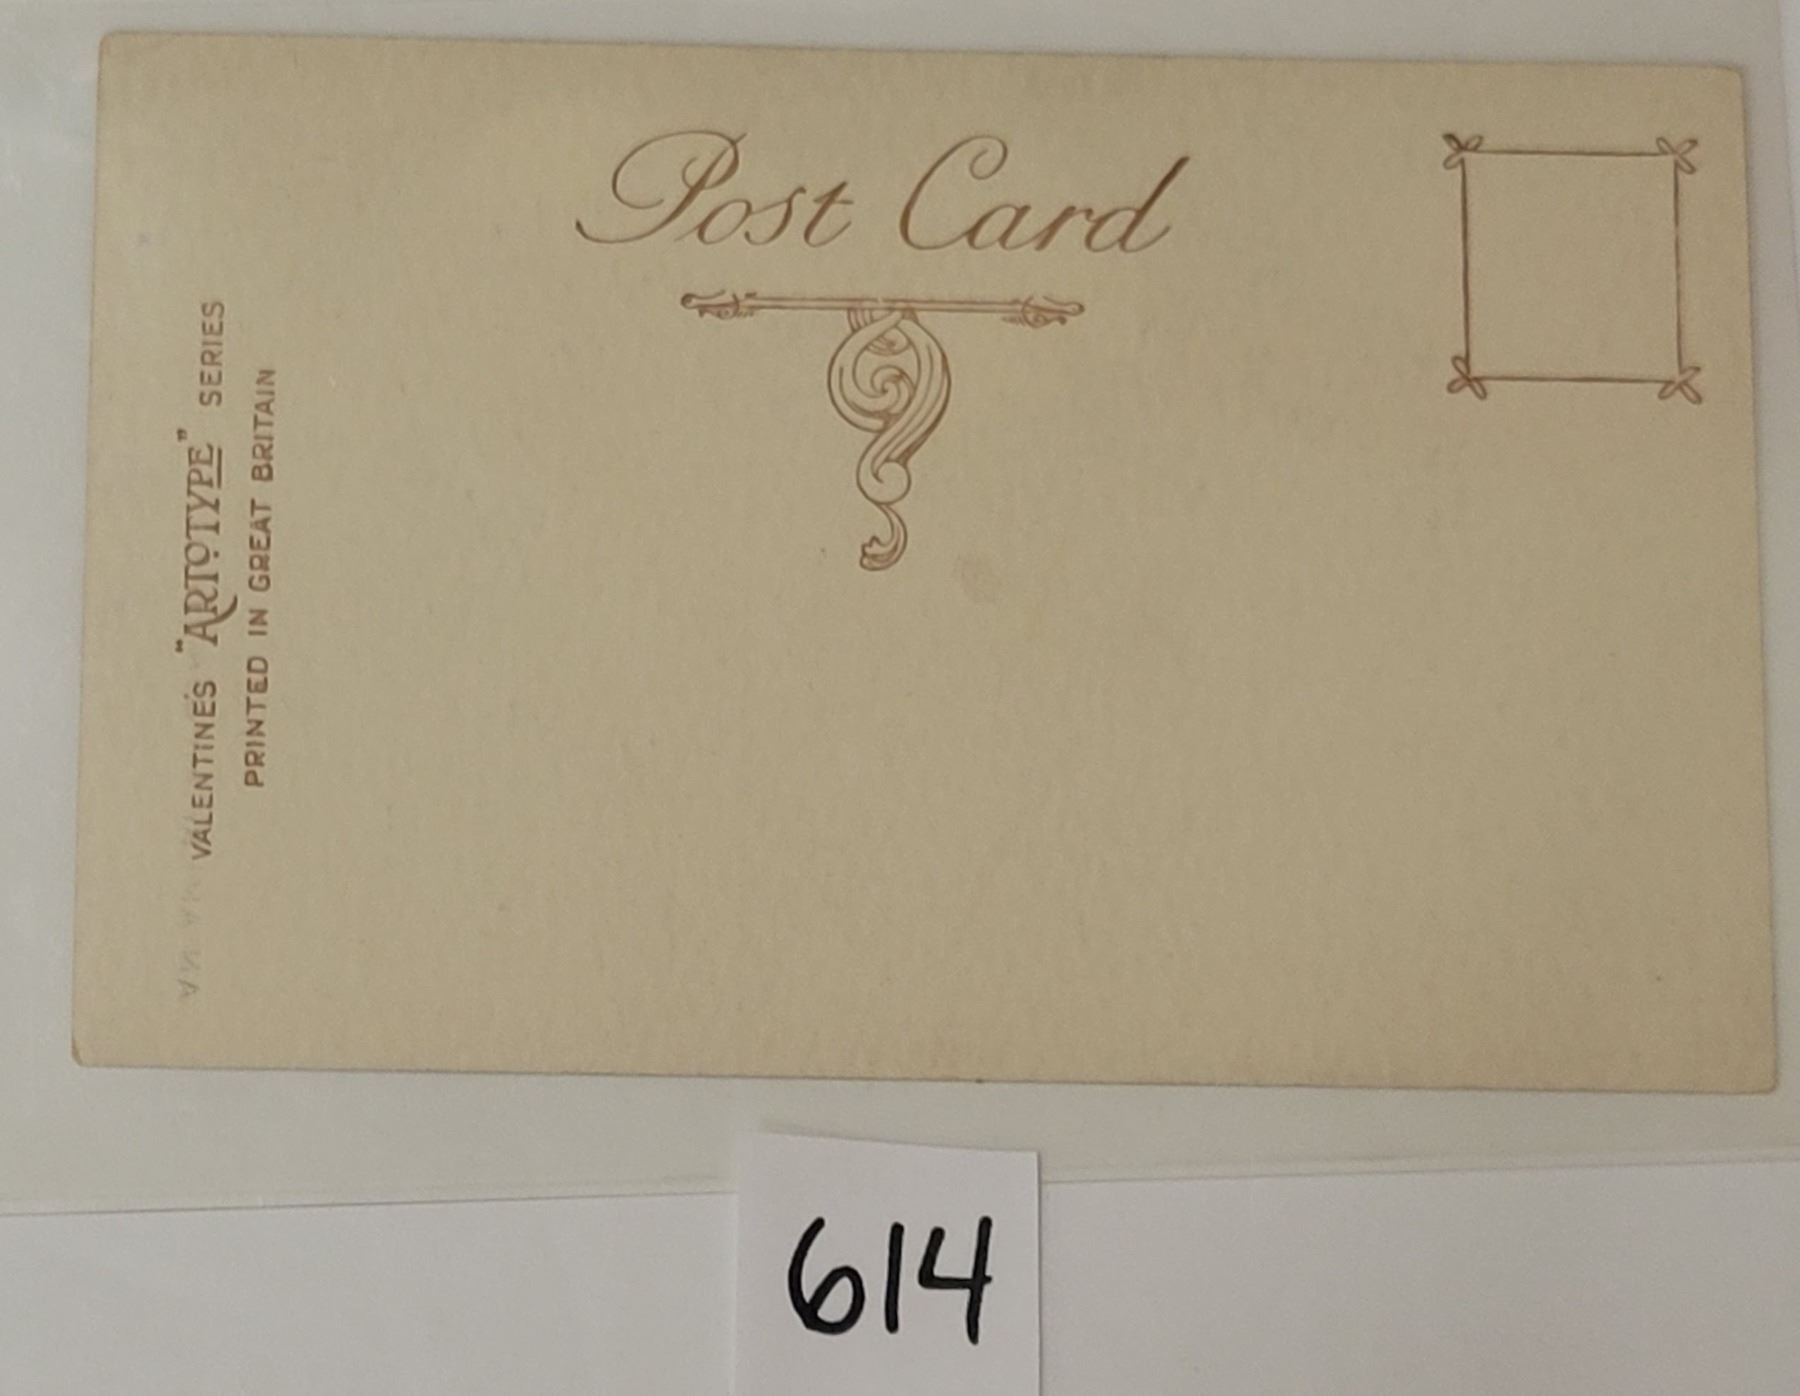 Post Card
VALENTINE'S "ARTOTYPE" SERIES
PRINTED IN GREAT BRITAIN
614